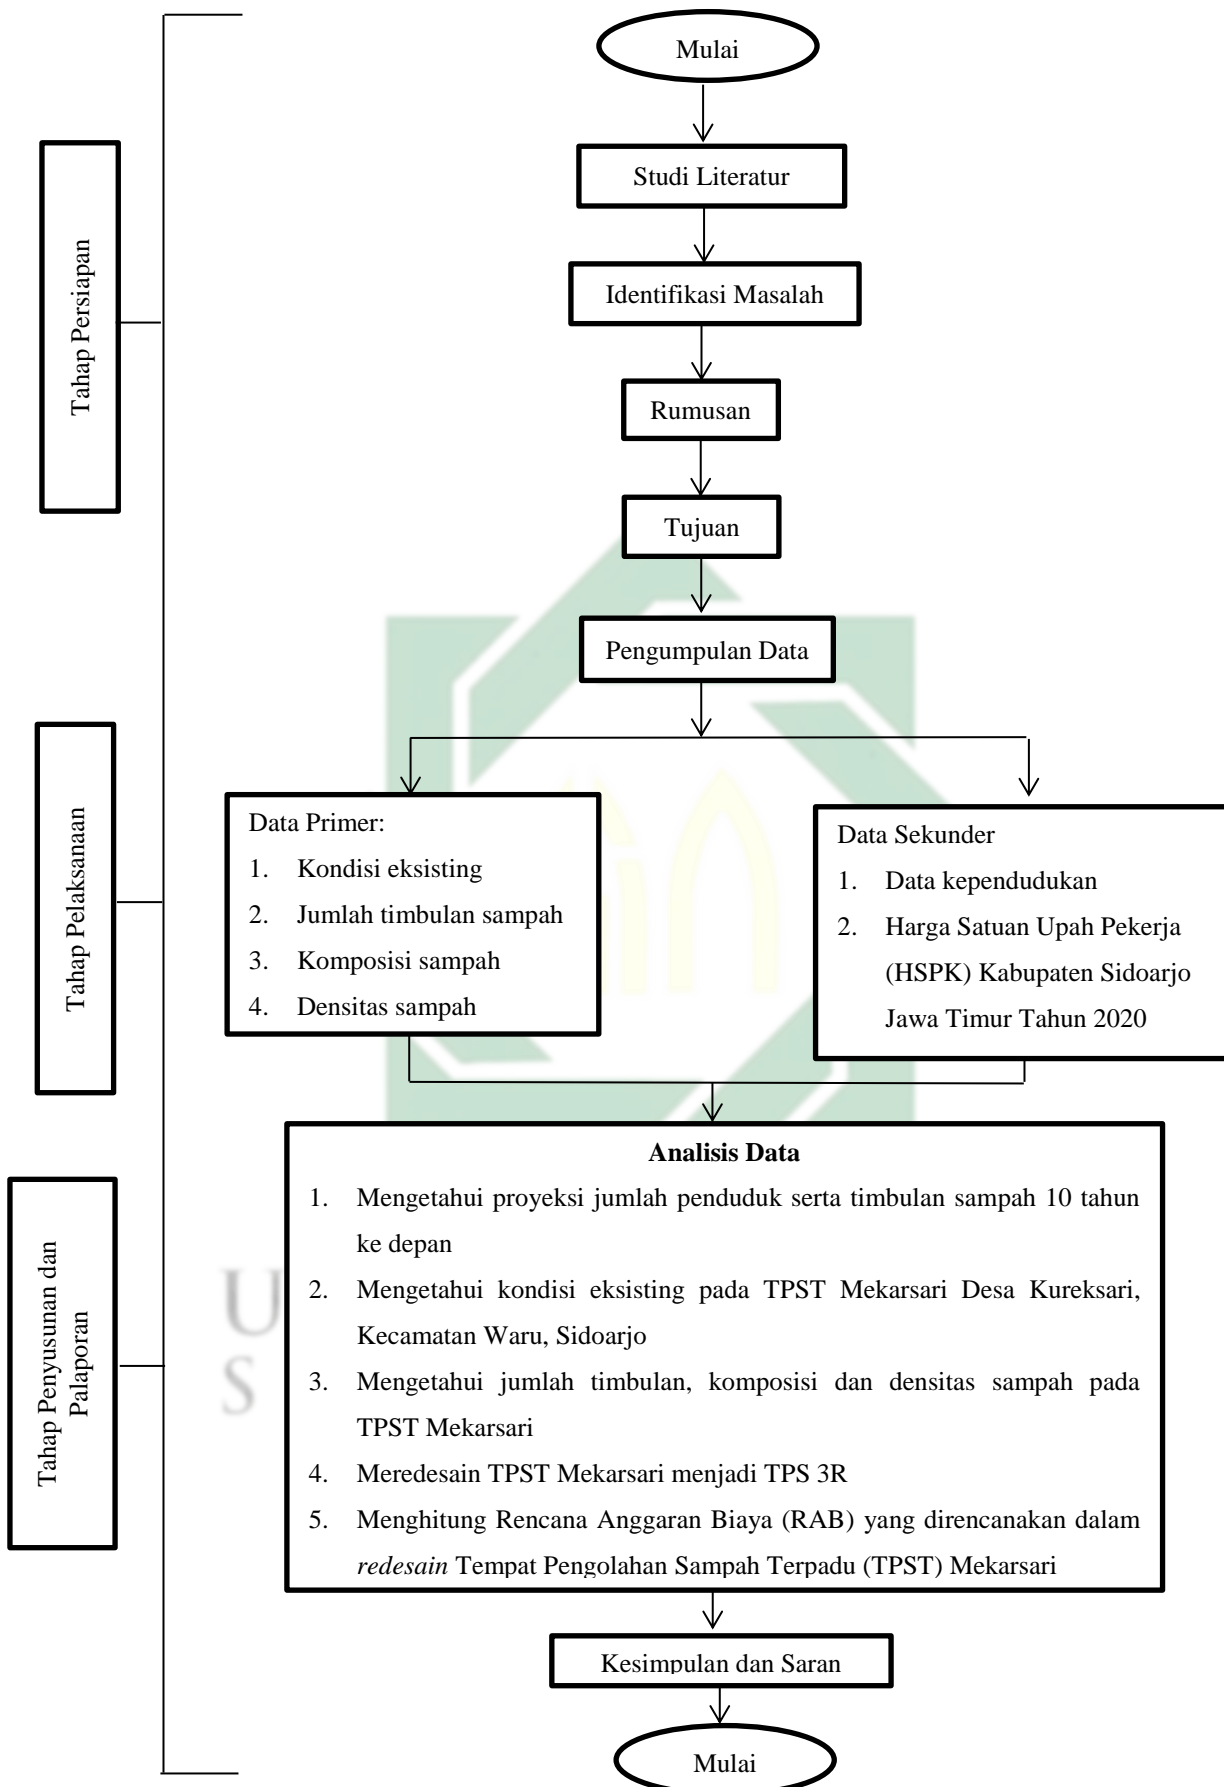 Mulai
Studi Literatur
Identifikasi Masalah
Rumusan
Tujuan
Pengumpulan Data
Tahap Persiapan
Tahap Pelaksanaan
Data Primer:
1. Kondisi eksisting
2. Jumlah timbulan sampah
3. Komposisi sampah
4. Densitas sampah
Data Sekunder
1. Data kependudukan
2. Harga Satuan Upah Pekerja
(HSPK) Kabupaten Sidoarjo
Jawa Timur Tahun 2020
Tahap Penyusunan dan
Palaporan
Analisis Data
1. Mengetahui proyeksi jumlah penduduk serta timbulan sampah 10 tahun
ke depan
2. Mengetahui kondisi eksisting pada TPST Mekarsari Desa Kureksari,
Kecamatan Waru, Sidoarjo
3. Mengetahui jumlah timbulan, komposisi dan densitas sampah pada
TPST Mekarsari
4. Meredesain TPST Mekarsari menjadi TPS 3R
5. Menghitung Rencana Anggaran Biaya (RAB) yang direncanakan dalam
redesain Tempat Pengolahan Sampah Terpadu (TPST) Mekarsari
U
S
Kesimpulan dan Saran
Mulai